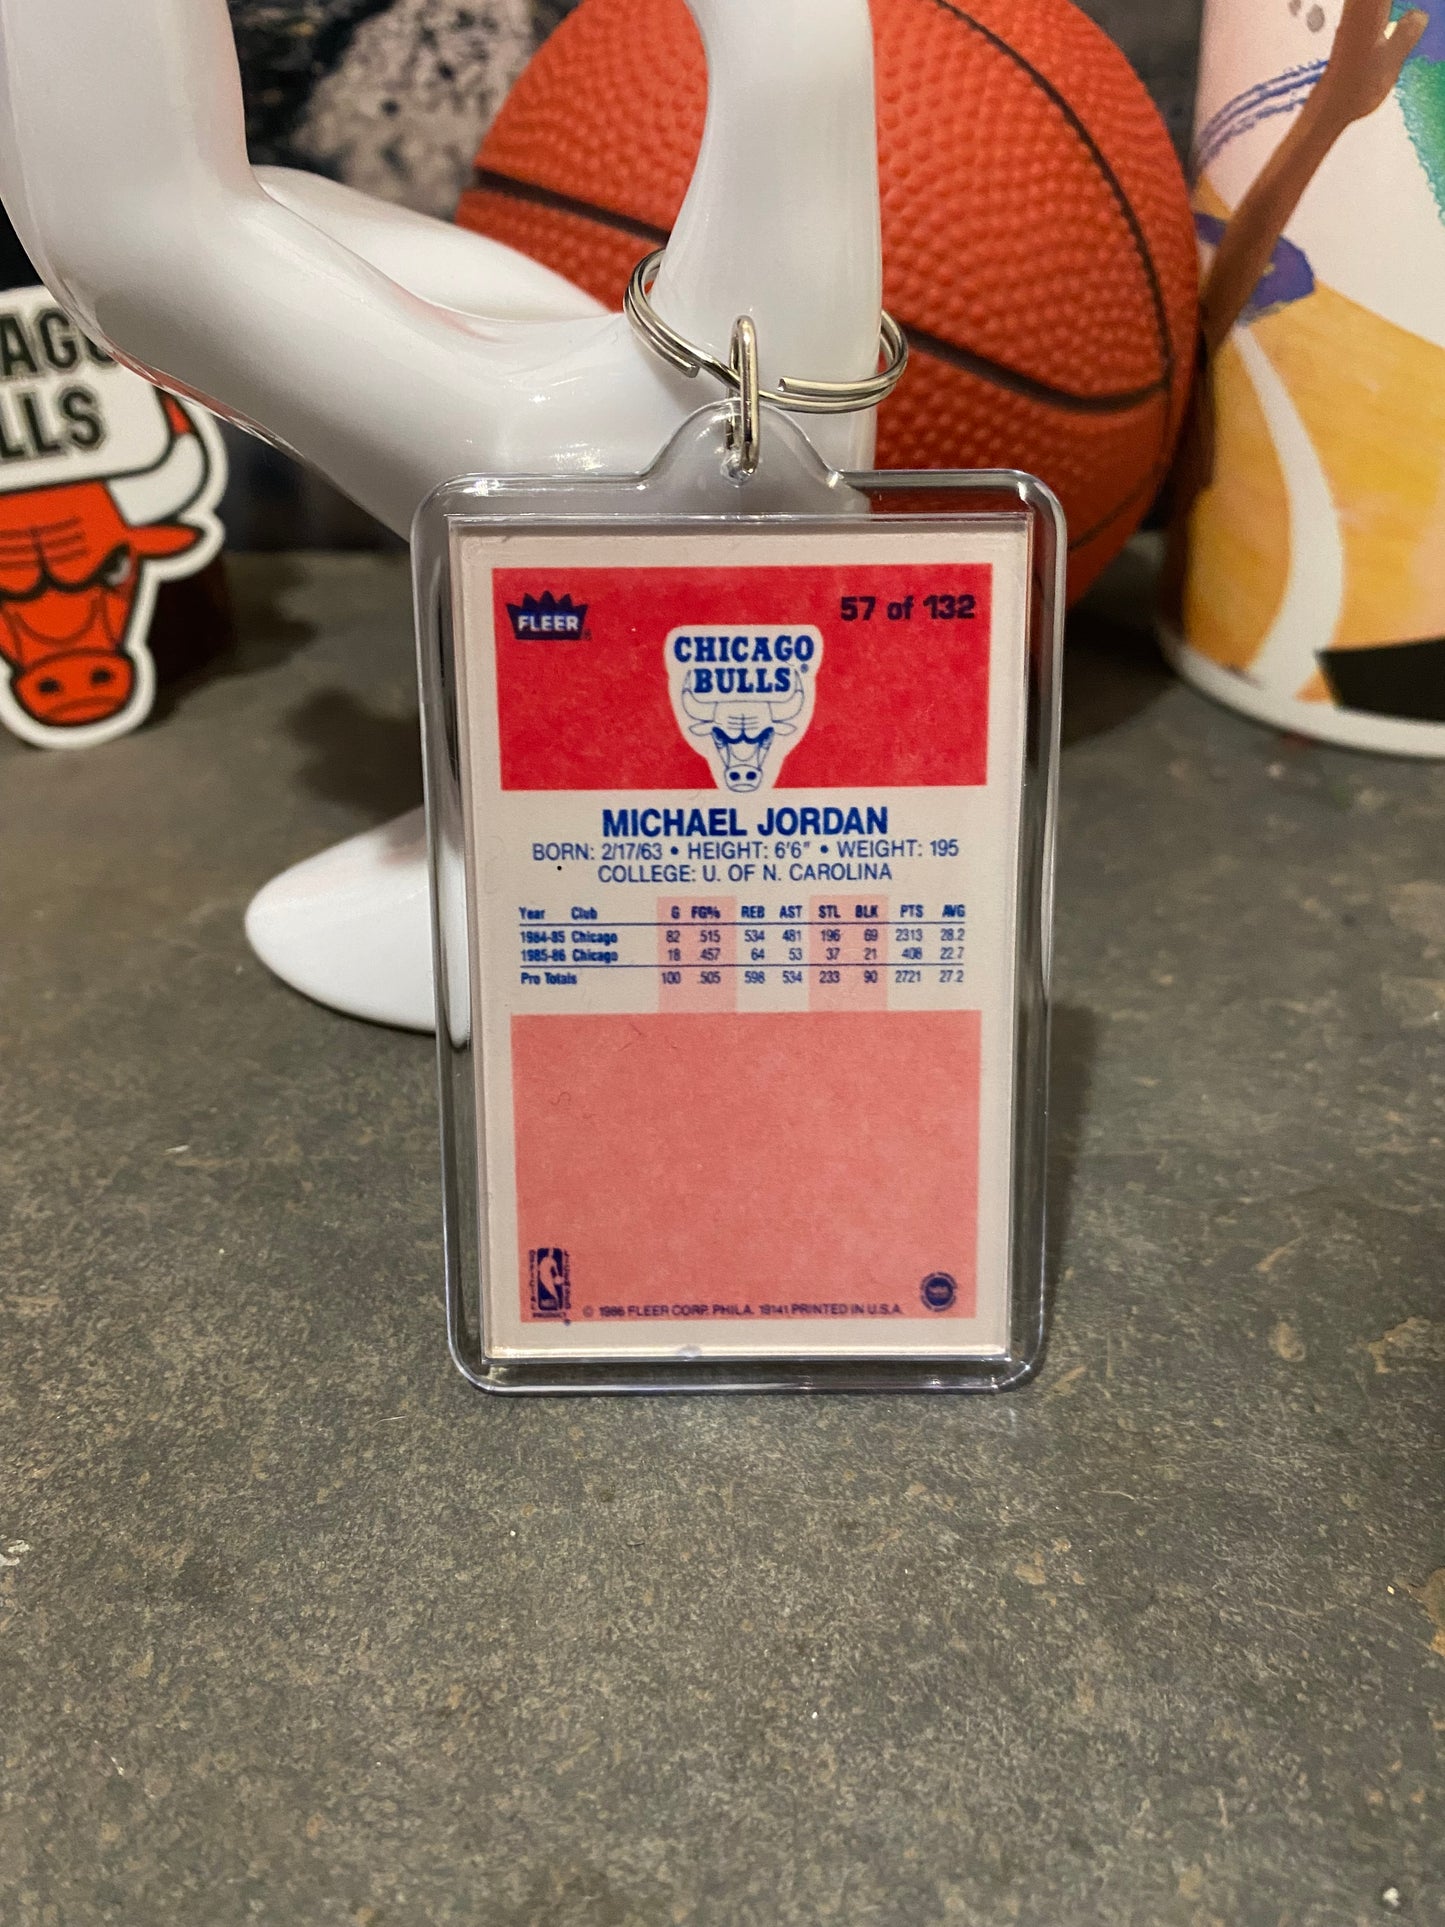 AGO
LLS
FLEER
57 of 132
CHICAGO
BULLS®
MICHAEL JORDAN
BORN: 2/17/63 • HEIGHT: 6'6" • WEIGHT: 195
COLLEGE: U. OF N. CAROLINA
Year Club G FG% REB AST STL BLK PTS AVG
1984-85 Chicago 82 .515 534 481 196 69 2313 28.2
1985-86 Chicago 18 .457 64 53 37 21 408 22.7
Pro Totals 100 .505 598 534 233 90 2721 27.2
OFFICIAL
PRODUCT
© 1986 FLEER CORP. PHILA. 19141 PRINTED IN U.S.A.